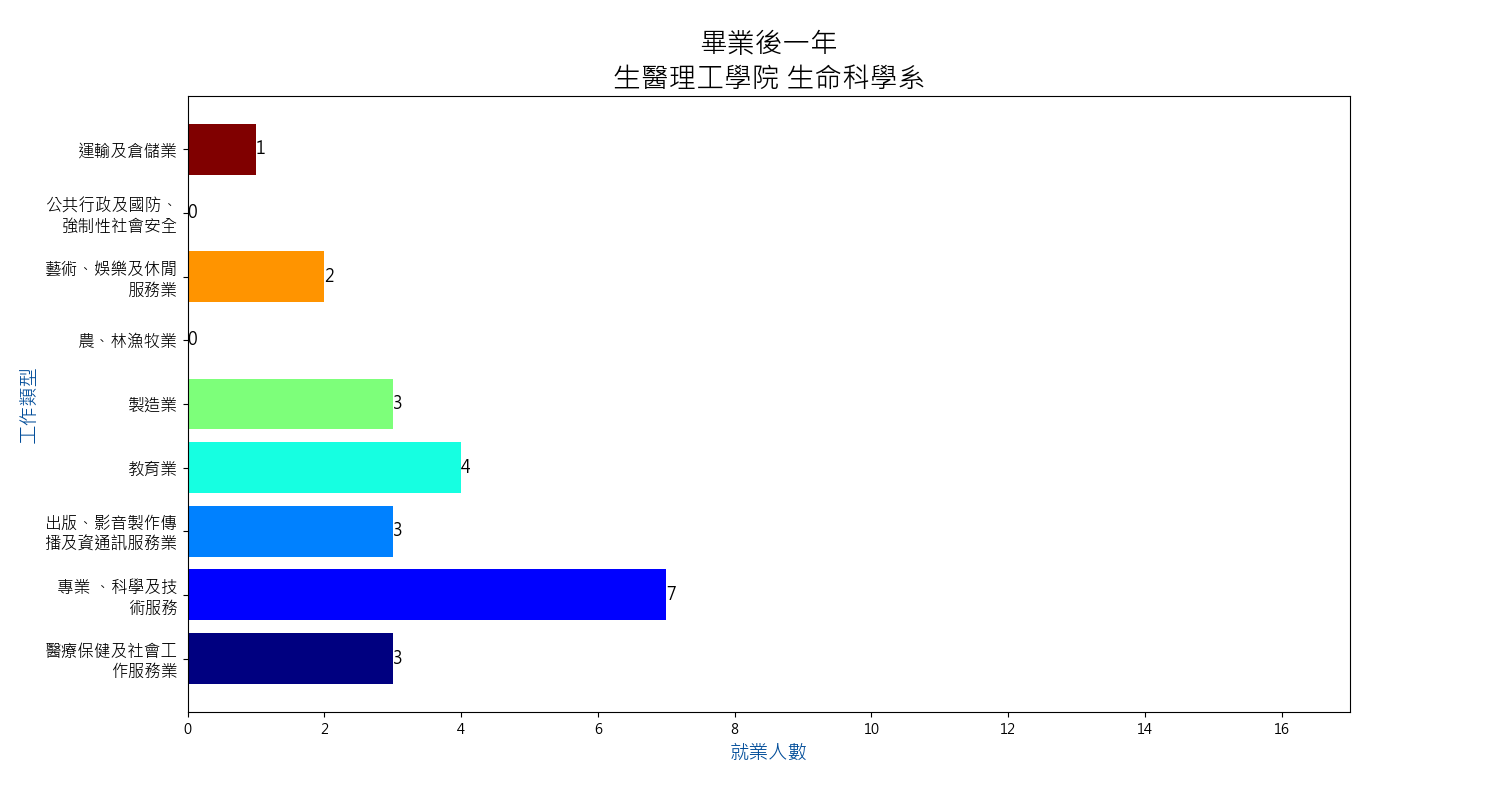 畢業後一年
生醫理工學院 生命科學系
運輸及倉儲業
1
公共行政及國防、
強制性社會安全
0
藝術、娛樂及休閒
服務業
2
農、林漁牧業
0
製造業
3
教育業
4
出版、影音製作傳
播及資通訊服務業
3
專業 、科學及技
術服務
7
醫療保健及社會工
作服務業
3
工作類型
0 2 4 6 8 10 12 14 16
就業人數